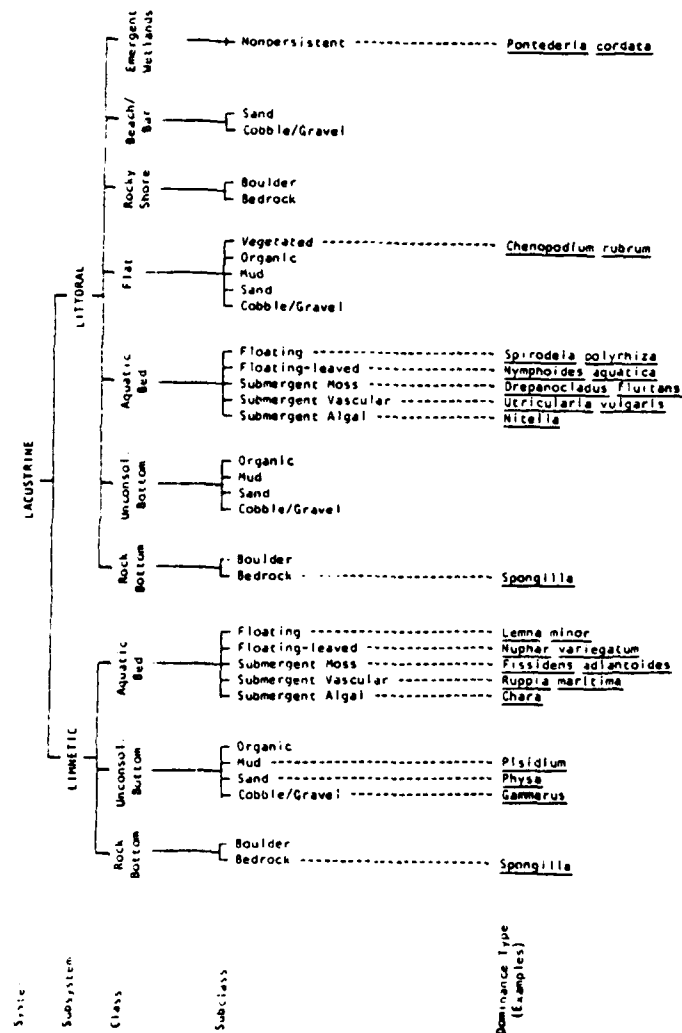 LACUSTRINE
LITTORAL
Emergent
Wetlands
Nonpersistent
Pontederia cordata
Beach/
Bar
Sand
Cobble/Gravel
Rocky
Shore
Boulder
Bedrock
Flat
Vegetated
Chenopodium rubrum
Organic
Mud
Sand
Cobble/Gravel
Aquatic
Bed
Floating
Spirodela polyrhiza
Floating-leaved
Nymphoides aquatica
Submergent Moss
Drepanocladus fluitans
Submergent Vascular
Utricularia vulgaris
Submergent Algal
Nitella
Unconsol.
Bottom
Organic
Mud
Sand
Cobble/Gravel
Rock
Bottom
Boulder
Bedrock
Spongilla
LIMNETIC
Aquatic
Bed
Floating
Lemna minor
Floating-leaved
Nuphar variegatum
Submergent Moss
Fissidens adiantoides
Submergent Vascular
Ruppia maritima
Submergent Algal
Chara
Unconsol.
Bottom
Organic
Mud
Pisidium
Sand
Physa
Cobble/Gravel
Gammarus
Rock
Bottom
Boulder
Bedrock
Spongilla
System
Subsystem
Class
Subclass
Dominance Type
(Examples)